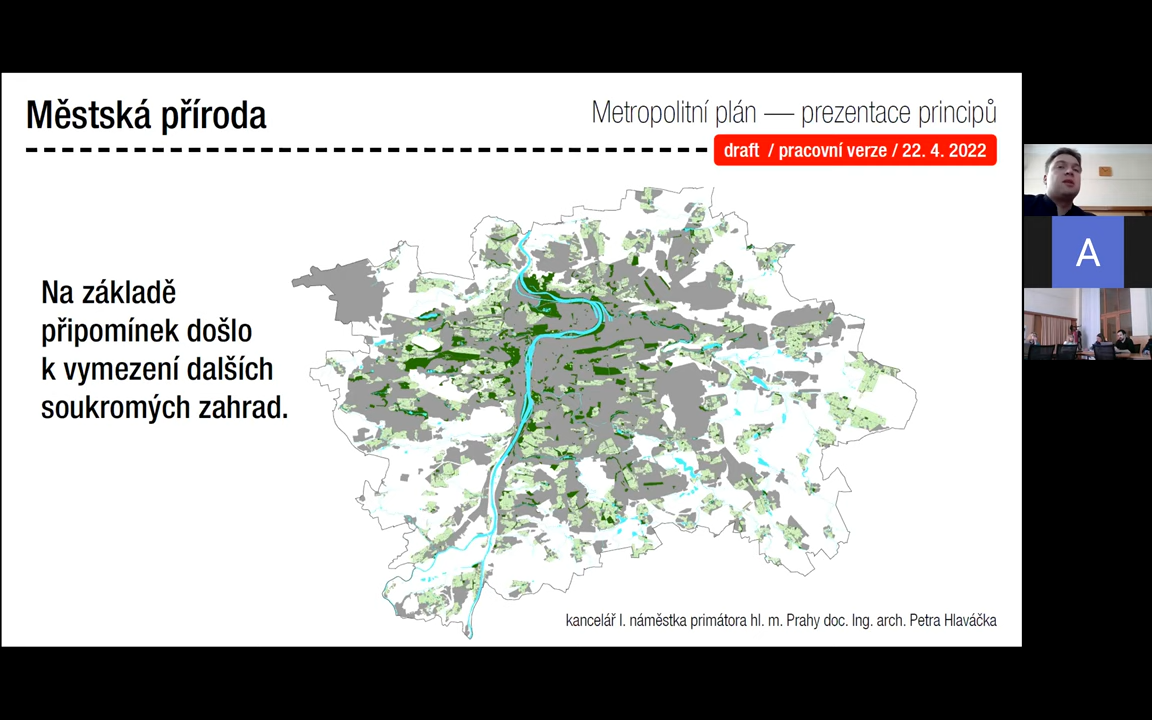 Městská příroda
Metropolitní plán — prezentace principů
draft / pracovní verze / 22. 4. 2022
Na základě
připomínek došlo
k vymezení dalších
soukromých zahrad.
A
kancelář I. náměstka primátora hl. m. Prahy doc. Ing. arch. Petra Hlaváčka